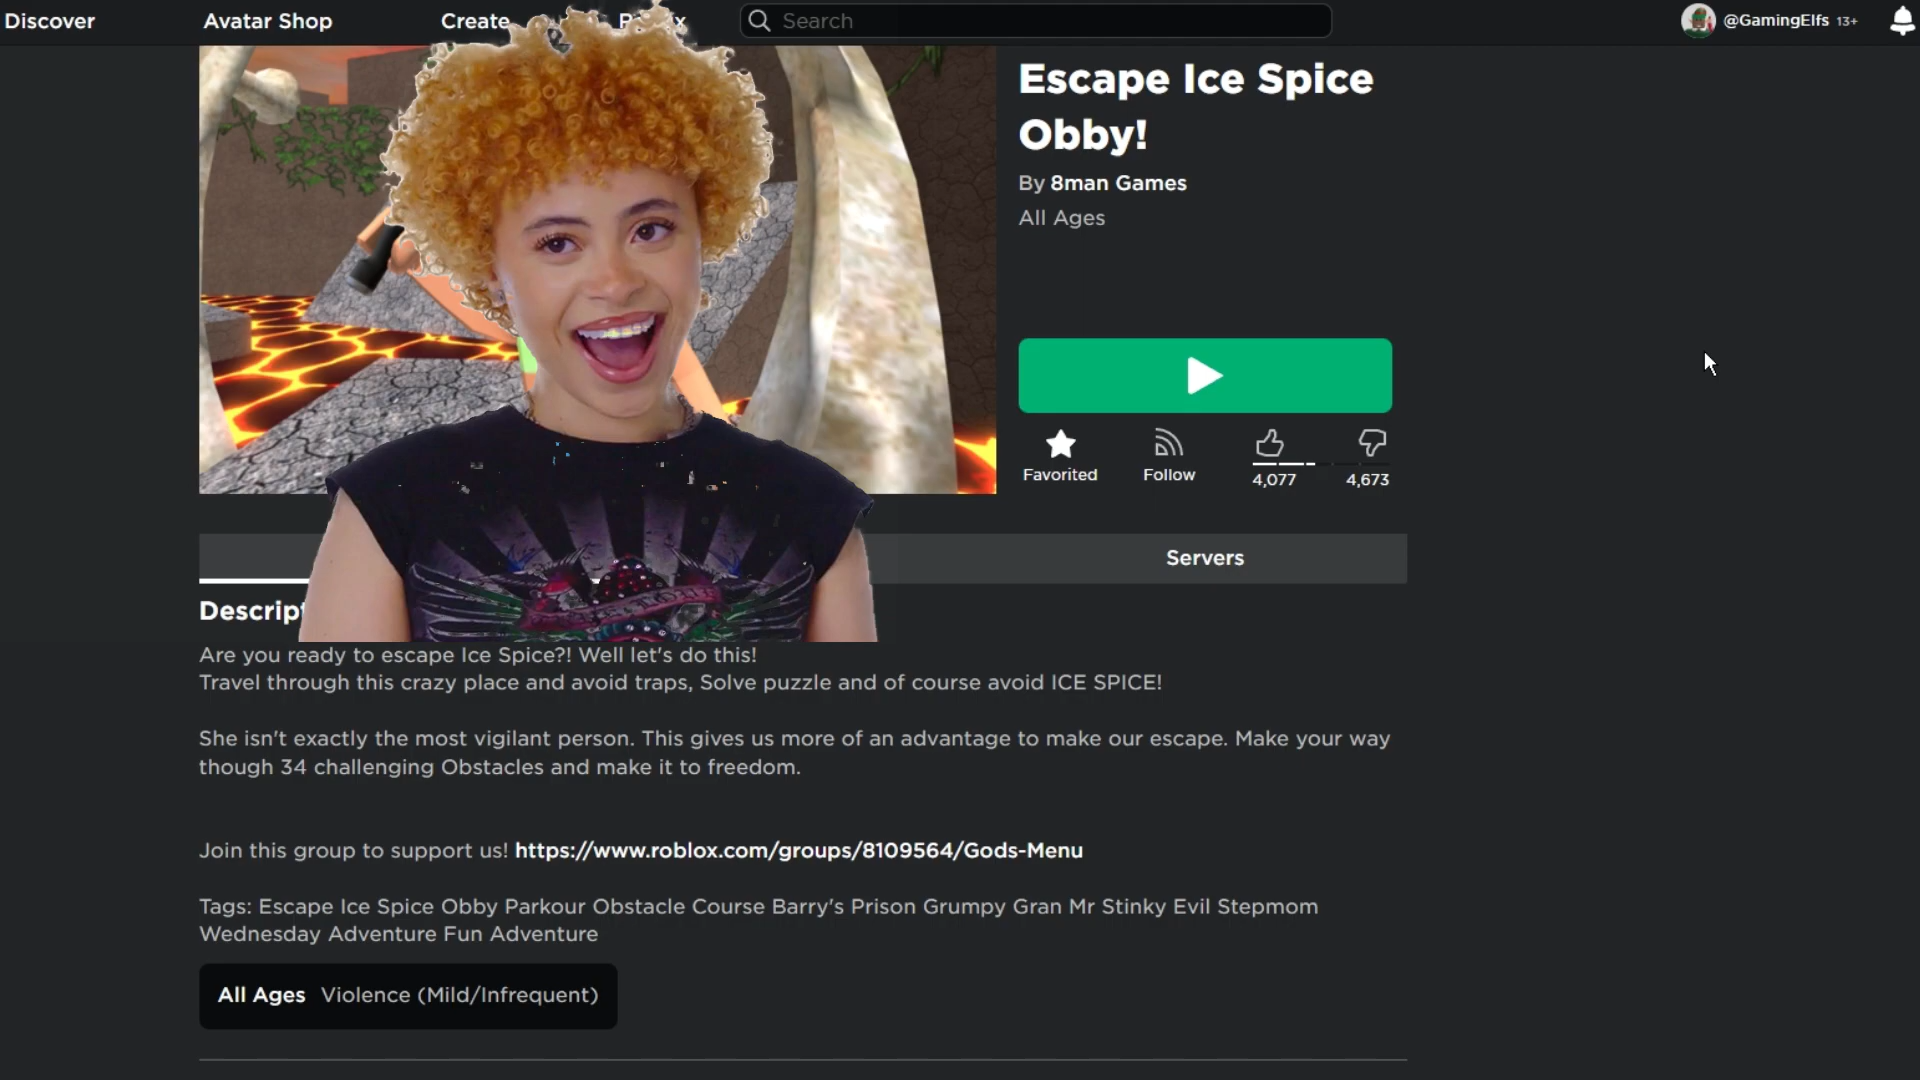 Discover
Avatar Shop
Create
Search
@GamingElfs 13+
Escape Ice Spice
Obby!
By 8man Games
All Ages
Favorited
Follow
4,077
4,673
Servers
Descript
Are you ready to escape Ice Spice?! Well let's do this!
Travel through this crazy place and avoid traps, Solve puzzle and of course avoid ICE SPICE!
She isn't exactly the most vigilant person. This gives us more of an advantage to make our escape. Make your way
though 34 challenging Obstacles and make it to freedom.
Join this group to support us! https://www.roblox.com/groups/8109564/Gods-Menu
Tags: Escape Ice Spice Obby Parkour Obstacle Course Barry's Prison Grumpy Gran Mr Stinky Evil Stepmom
Wednesday Adventure Fun Adventure
All Ages Violence (Mild/Infrequent)